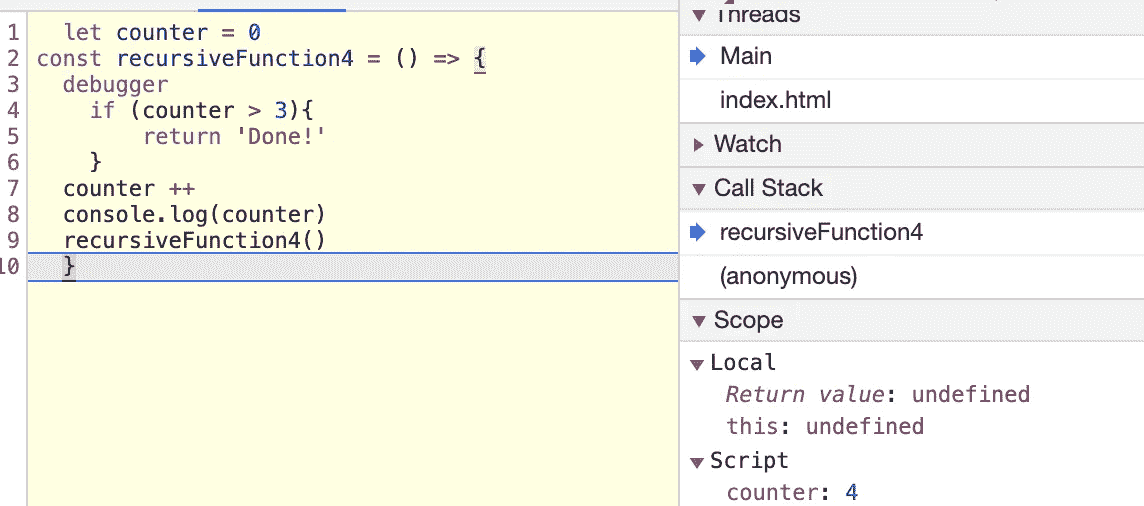 1 let counter = 0
2 const recursiveFunction4 = () => {
3 debugger
4 if (counter > 3){
5 return 'Done!'
6 }
7 counter ++
8 console.log(counter)
9 recursiveFunction4()
10 }
Threads
Main
index.html
Watch
Call Stack
recursiveFunction4
(anonymous)
Scope
Local
Return value: undefined
this: undefined
Script
counter: 4